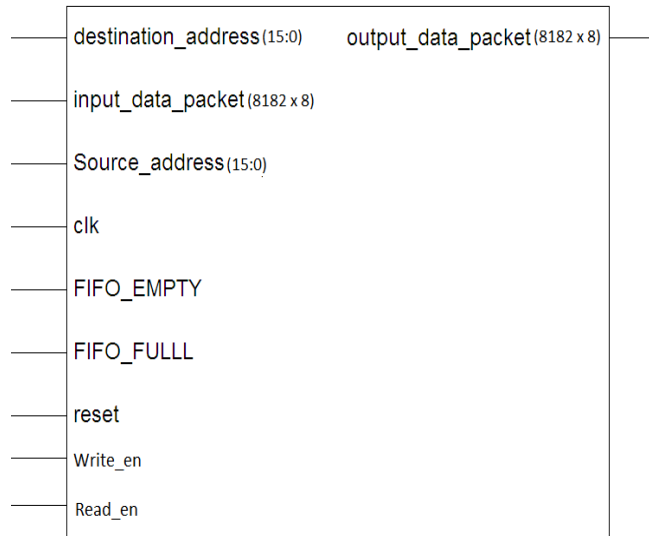 destination_address(15:0) output_data_packet(8182 x 8)
input_data_packet(8182 x 8)
Source_address(15:0)
clk
FIFO_EMPTY
FIFO_FULLL
reset
Write_en
Read_en